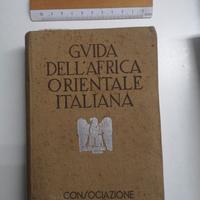 GVIDA
DELL'AFRICA
ORIENTALE
ITALIANA
CONSOCIAZIONE